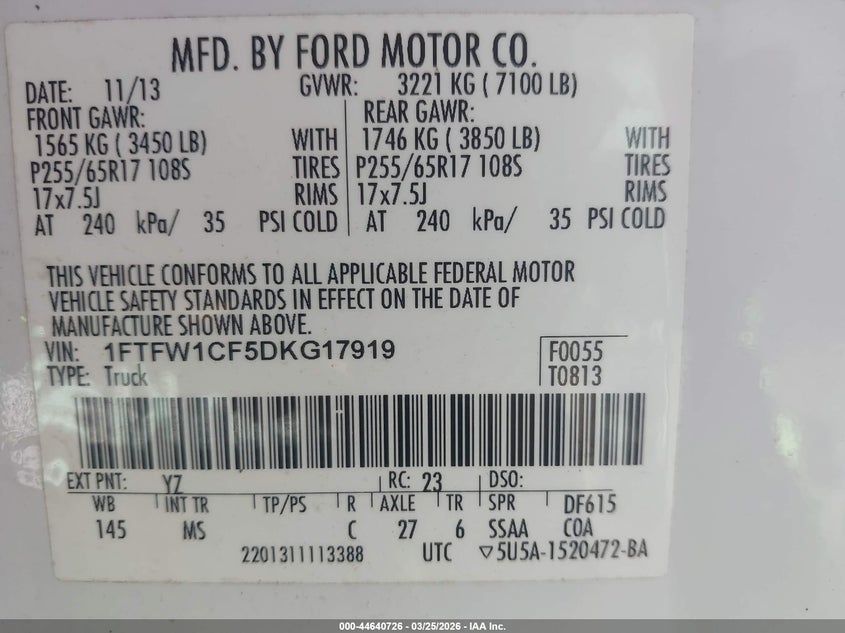 MFD. BY FORD MOTOR CO.
DATE: 11/13 GVWR: 3221 KG ( 7100 LB)
FRONT GAWR: REAR GAWR:
1565 KG ( 3450 LB) WITH 1746 KG ( 3850 LB) WITH
P255/65R17 108S TIRES P255/65R17 108S TIRES
17x7.5J RIMS 17x7.5J RIMS
AT 240 kPa/ 35 PSI COLD AT 240 kPa/ 35 PSI COLD
THIS VEHICLE CONFORMS TO ALL APPLICABLE FEDERAL MOTOR
VEHICLE SAFETY STANDARDS IN EFFECT ON THE DATE OF
MANUFACTURE SHOWN ABOVE.
VIN: 1FTFW1CF5DKG17919 F0055
TYPE: Truck T0813
EXT PNT: YZ RC: 23 DSO:
WB INT TR TP/PS R AXLE TR SPR DF615
145 MS C 27 6 SSAA COA
2201311113388 UTC ▽5U5A-1520472-BA
000-44640726 — 03/25/2026 — IAA Inc.